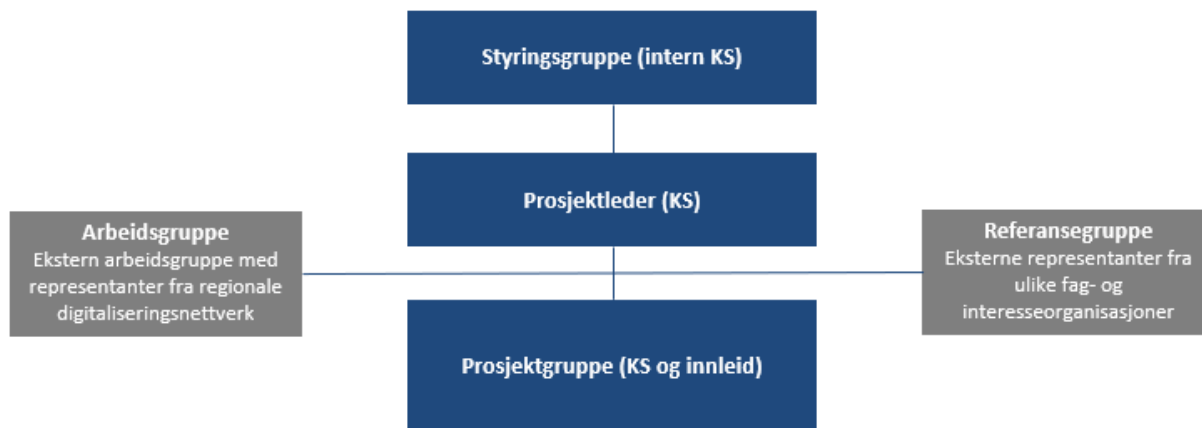 Styringsgruppe (intern KS)
Prosjektleder (KS)
Arbeidsgruppe
Ekstern arbeidsgruppe med
representanter fra regionale
digitaliseringsnettverk
Referansegruppe
Eksterne representanter fra
ulike fag- og
interesseorganisasjoner
Prosjektgruppe (KS og innleid)